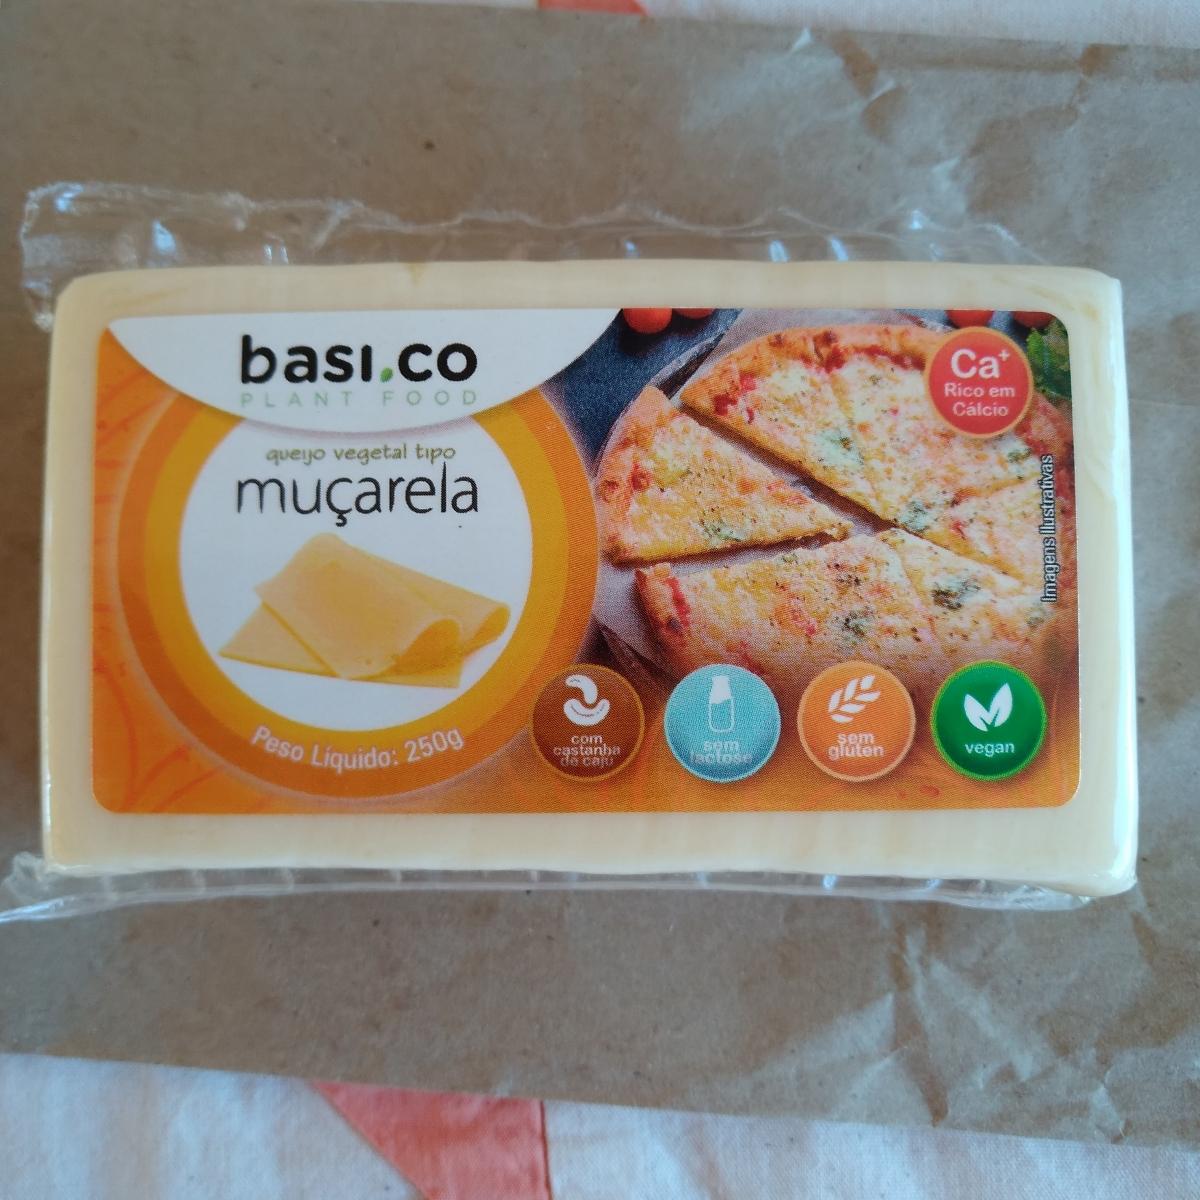 basi.co
PLANT FOOD
queijo vegetal tipo
muçarela
Peso Líquido: 250g
Ca+
Rico em
Cálcio
Imagens Ilustrativas
com
castanha
de caju
sem
lactose
sem
glúten
vegan